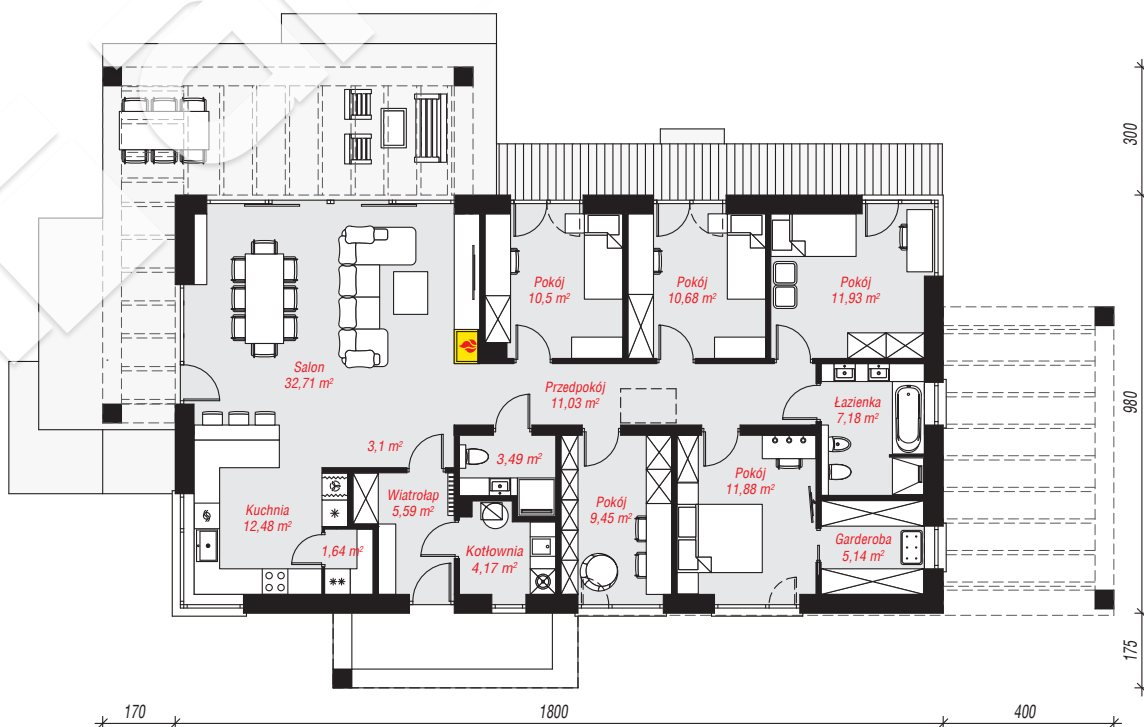 300
Pokój
10,5 m²
Pokój
10,68 m²
Pokój
11,93 m²
Salon
32,71 m²
Przedpokój
11,03 m²
Łazienka
7,18 m²
980
3,1 m²
3,49 m²
Wiatrołap
5,59 m²
Pokój
9,45 m²
Pokój
11,88 m²
Kuchnia
12,48 m²
1,64 m²
Kotłownia
4,17 m²
Garderoba
5,14 m²
175
170
1800
400